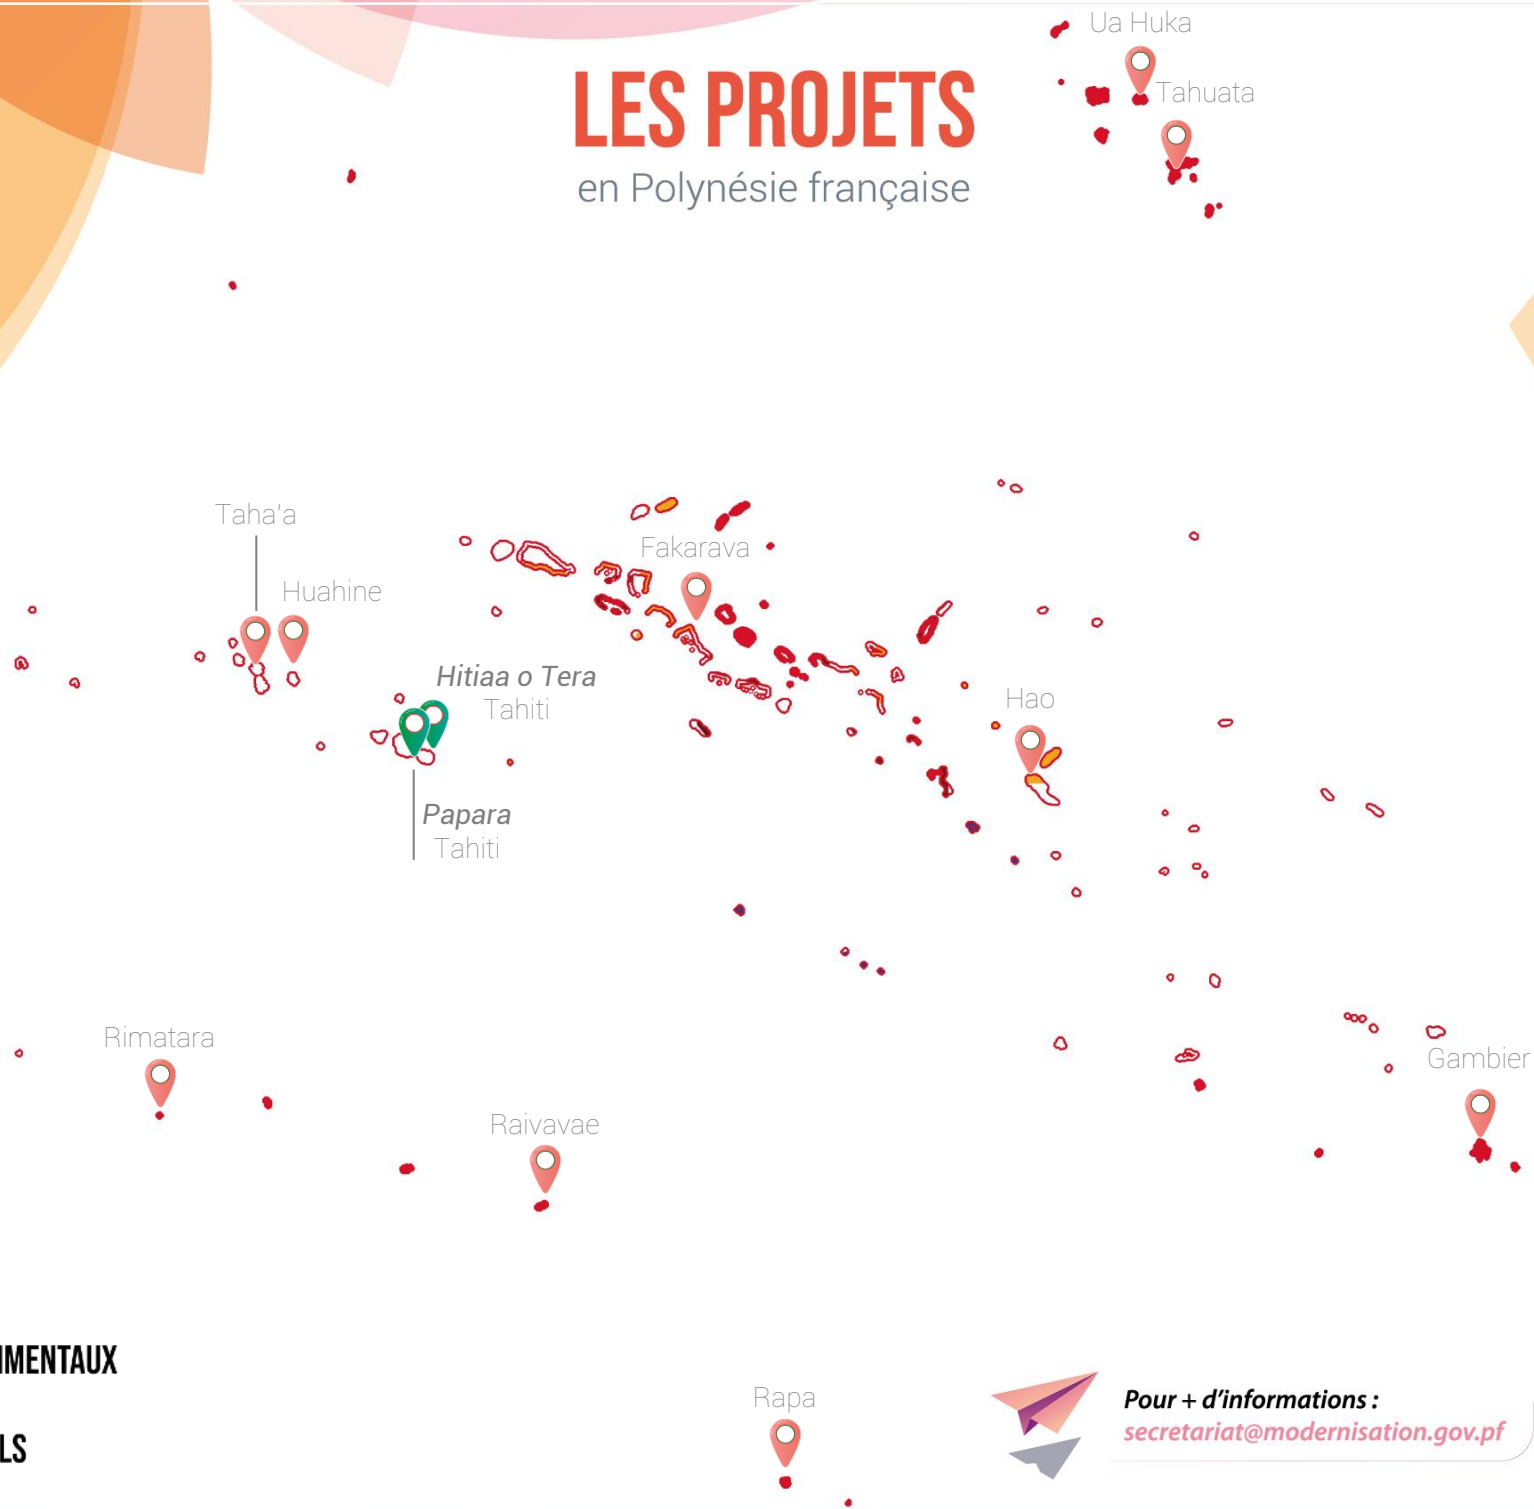 Ua Huka
LES PROJETS
Tahuata
en Polynésie française
Taha'a
Fakarava
Huahine
Hitiaa o Tera
Tahiti
Hao
Papara
Tahiti
Rimatara
Gambier
Raivavae
IMENTAUX
Rapa
Pour + d'informations :
secretariat@modernisation.gov.pf
LS